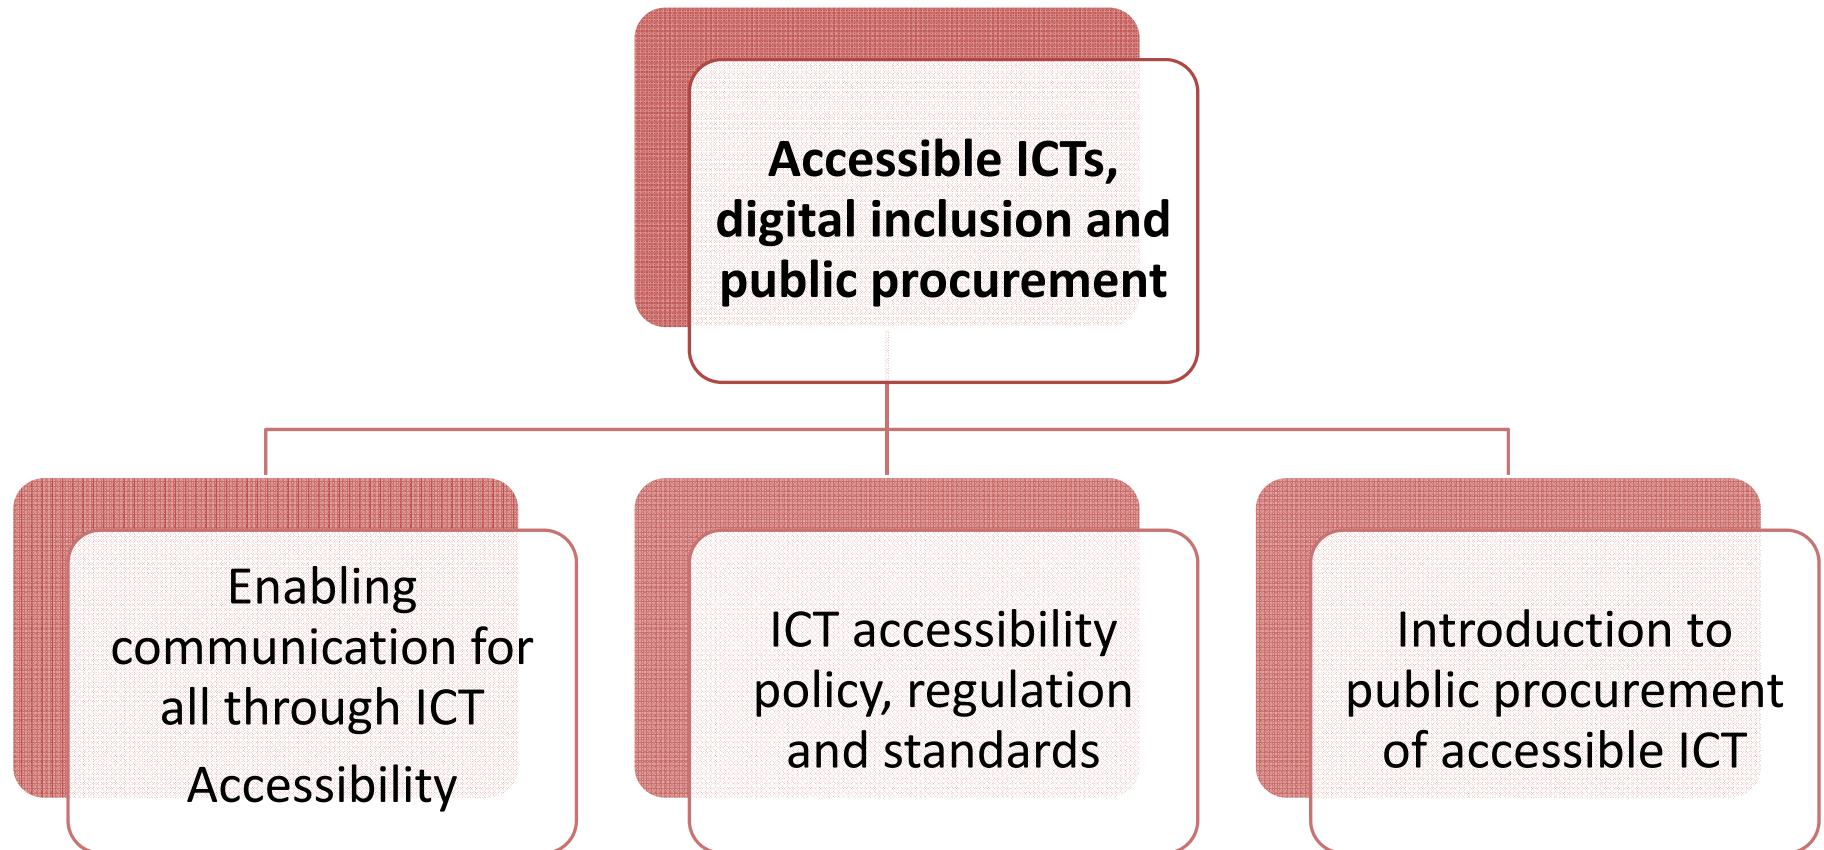 Accessible ICTs,
digital inclusion and
public procurement
Enabling
communication for
all through ICT
Accessibility
ICT accessibility
policy, regulation
and standards
Introduction to
public procurement
of accessible ICT